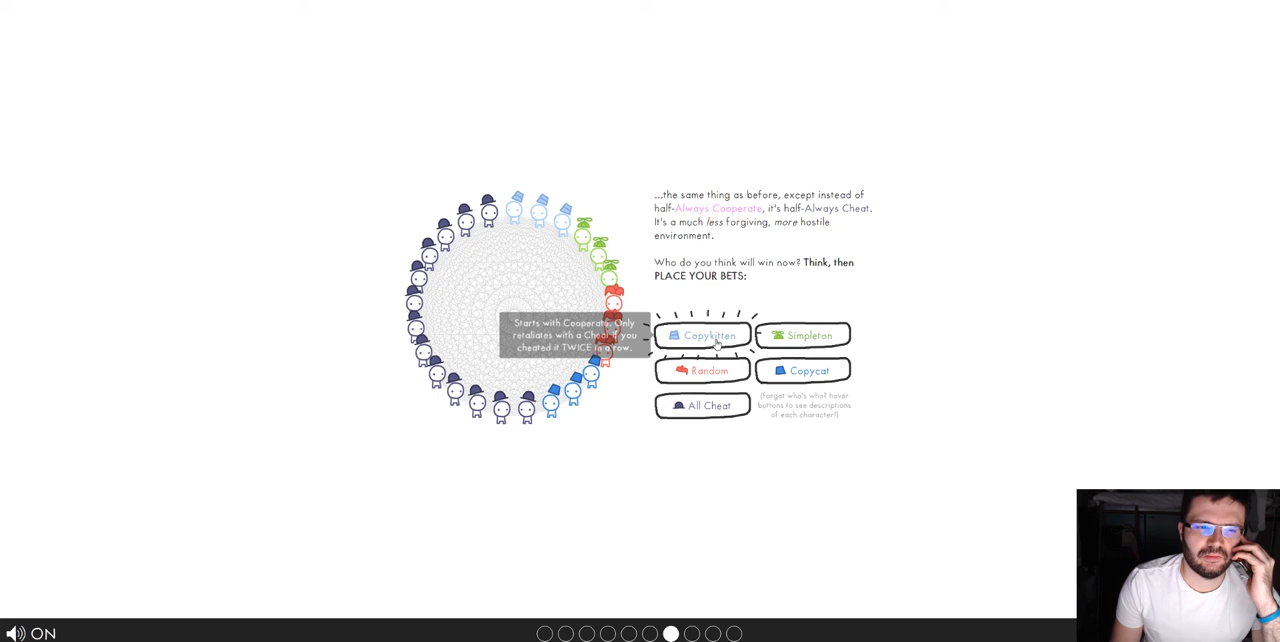 ...the same thing as before, except instead of
half-Always Cooperate, it's half-Always Cheat.
It's a much less forgiving, more hostile
environment.
Who do you think will win now? Think, then
PLACE YOUR BETS:
Starts with Cooperate. Only
retaliates with a Cheat if you
cheated it TWICE in a row.
Copykitten
Simpleton
Random
Copycat
All Cheat
(forgot who's who? hover
buttons to see descriptions
of each character!)
ON